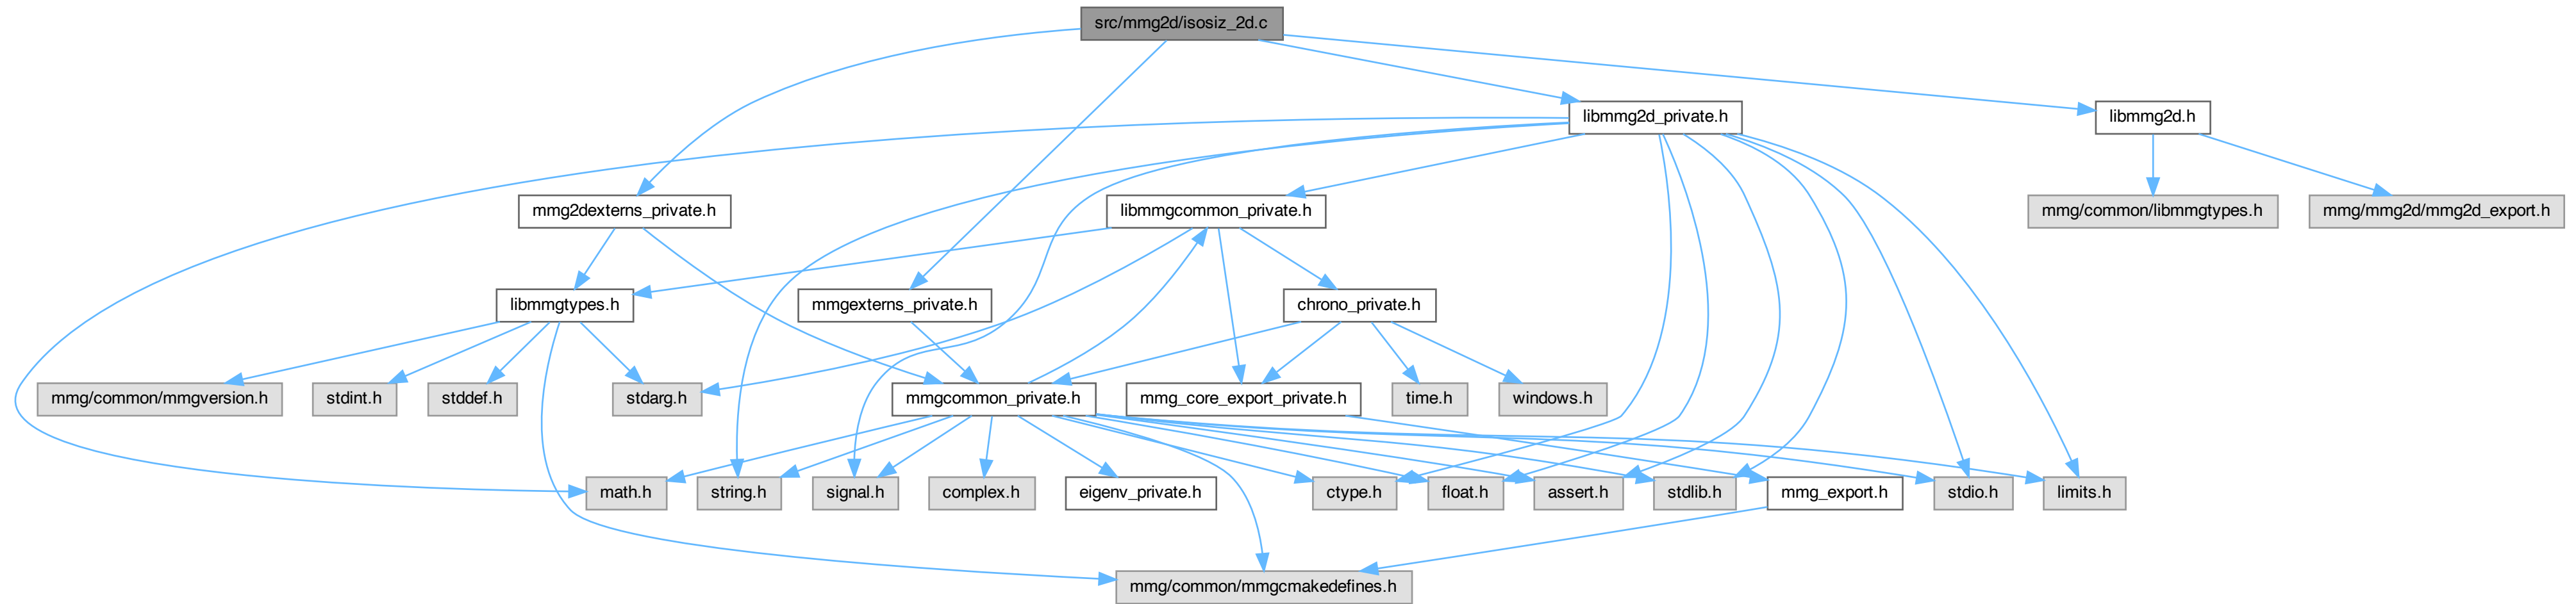 src/mmg2d/isosiz_2d.c
libmmg2d_private.h
libmmg2d.h
mmg2dexterns_private.h
libmmgcommon_private.h
mmg/common/libmmgtypes.h
mmg/mmg2d/mmg2d_export.h
libmmgtypes.h
mmgexterns_private.h
chrono_private.h
mmg/common/mmgversion.h
stdint.h
stddef.h
stdarg.h
mmgcommon_private.h
mmg_core_export_private.h
time.h
windows.h
math.h
string.h
signal.h
complex.h
eigenv_private.h
ctype.h
float.h
assert.h
stdlib.h
mmg_export.h
stdio.h
limits.h
mmg/common/mmgcmakedefines.h